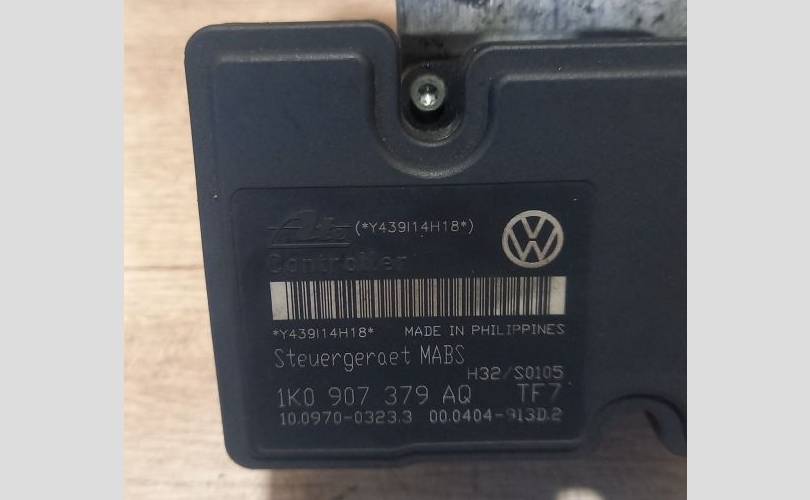 Ate (*Y439I14H18*)
Controller
*Y439I14H18* MADE IN PHILIPPINES
Steuergeraet MABS
H32/S0105
1K0 907 379 AQ TF7
10.0970-0323.3 00.0404-913D.2